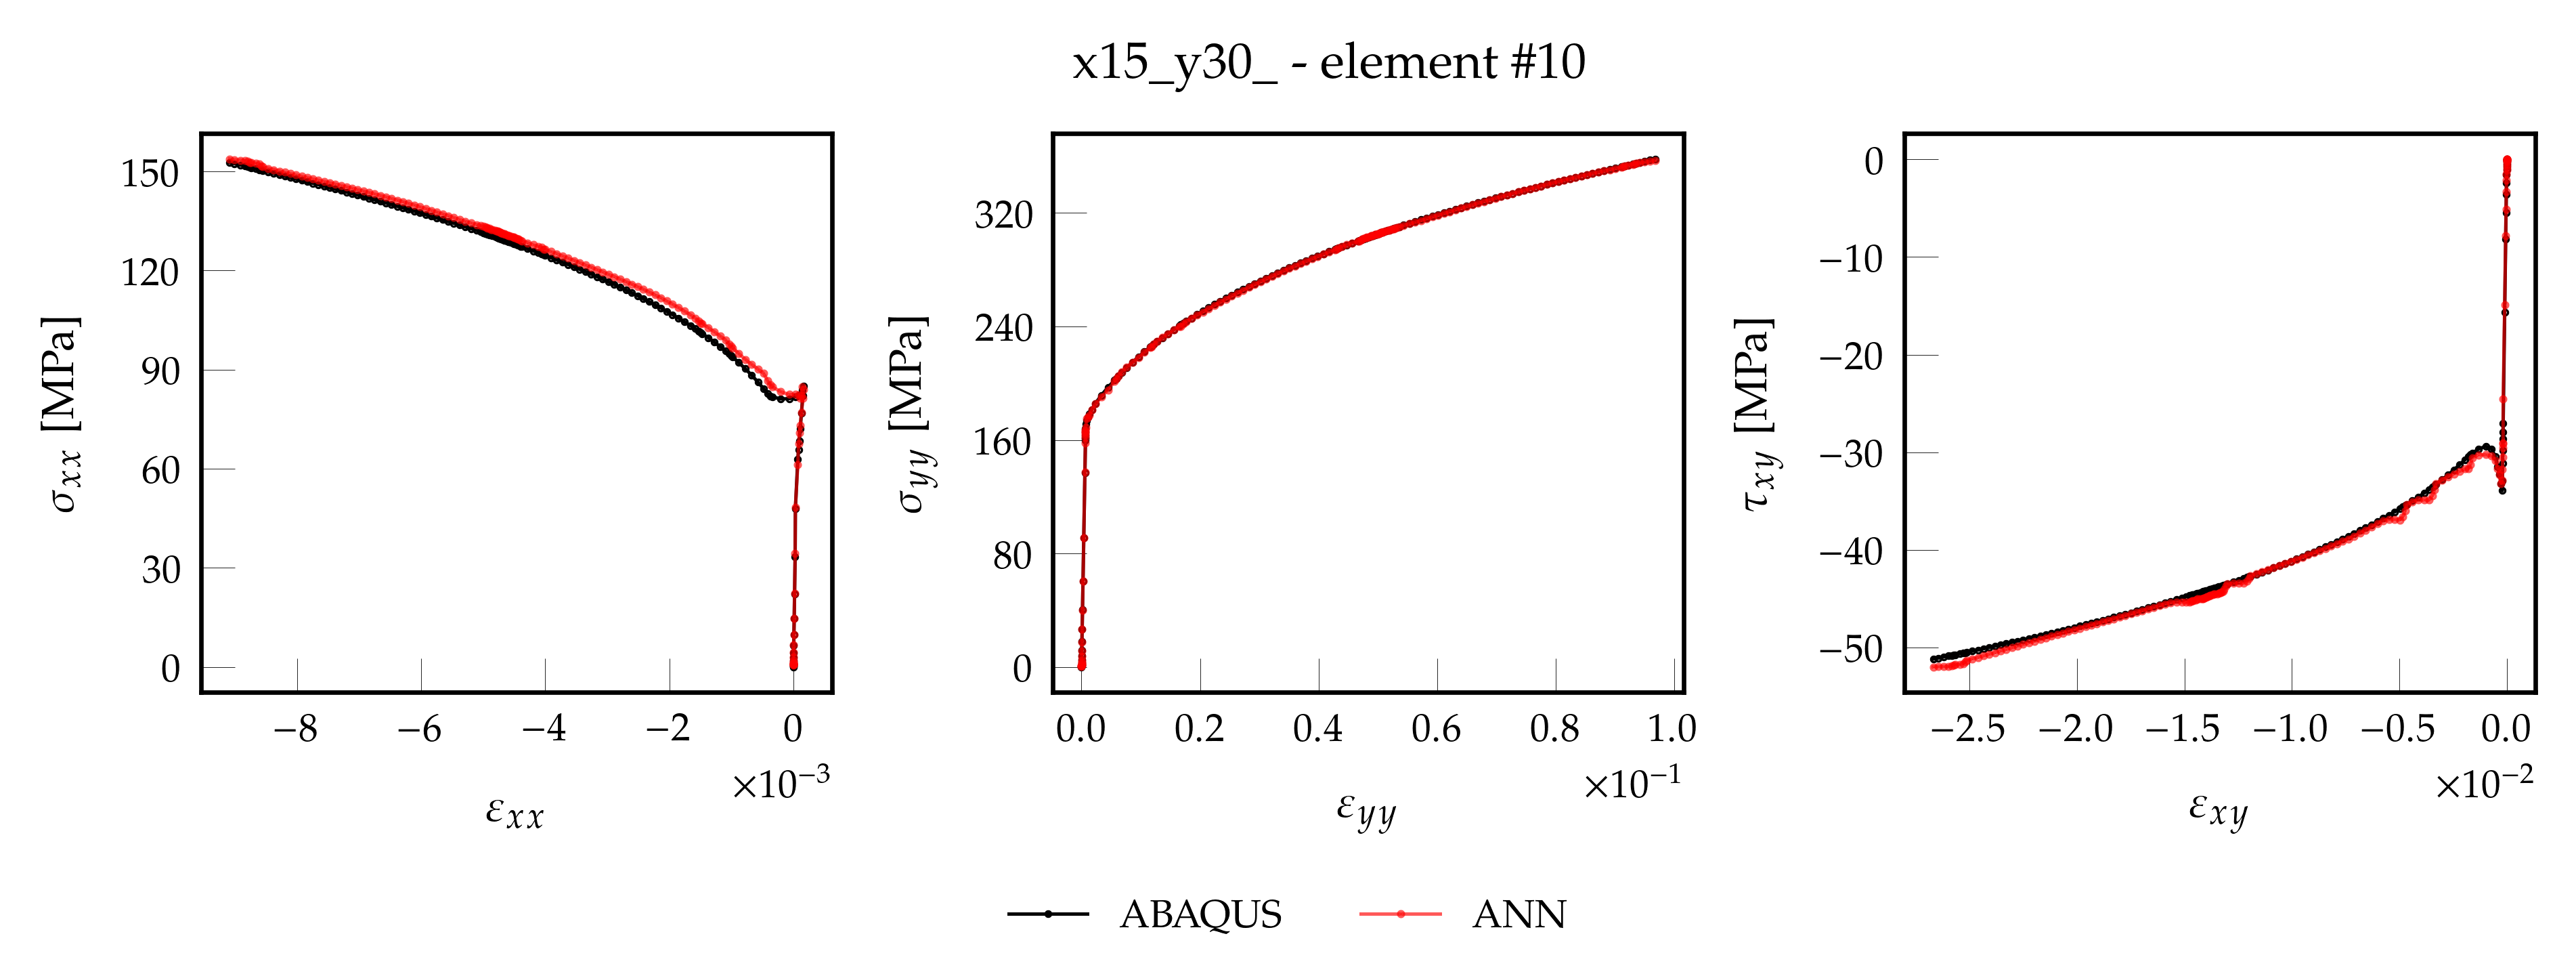 x15_y30_ - element #10
σxx [MPa]
150
120
90
60
30
0
−8 −6 −4 −2 0
×10−3
εxx
σyy [MPa]
320
240
160
80
0
0.0 0.2 0.4 0.6 0.8 1.0
×10−1
εyy
τxy [MPa]
0
−10
−20
−30
−40
−50
−2.5 −2.0 −1.5 −1.0 −0.5 0.0
×10−2
εxy
ABAQUS ANN